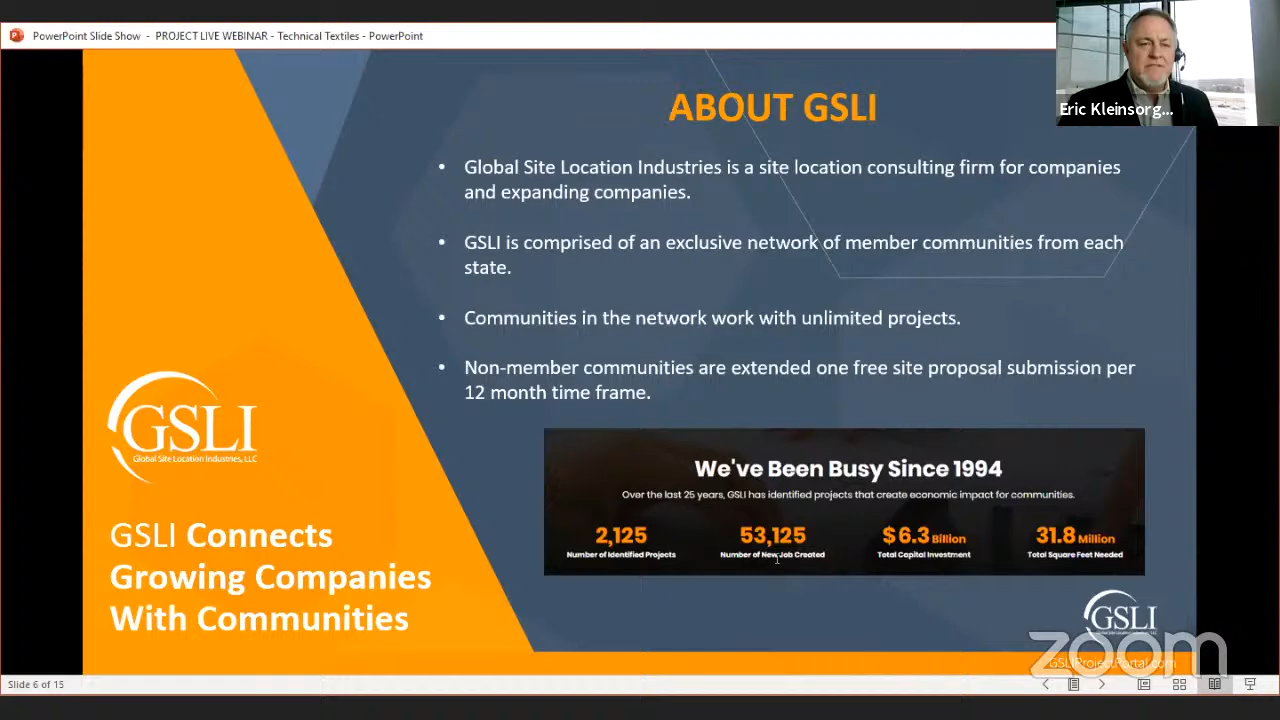 PowerPoint Slide Show - PROJECT LIVE WEBINAR - Technical Textiles - PowerPoint
Eric Kleinsorg...
ABOUT GSLI
• Global Site Location Industries is a site location consulting firm for companies
and expanding companies.
• GSLI is comprised of an exclusive network of member communities from each
state.
• Communities in the network work with unlimited projects.
• Non-member communities are extended one free site proposal submission per
12 month time frame.
GSLI
Global Site Location Industries, LLC
GSLI Connects
Growing Companies
With Communities
We've Been Busy Since 1994
Over the last 25 years, GSLI has identified projects that create economic impact for communities.
2,125
Number of Identified Projects
53,125
Number of New Job Created
$6.3 Billion
Total Capital Investment
31.8 Million
Total Square Feet Needed
GSLI
zoom
GSLIProjectPortal.com
Slide 6 of 15